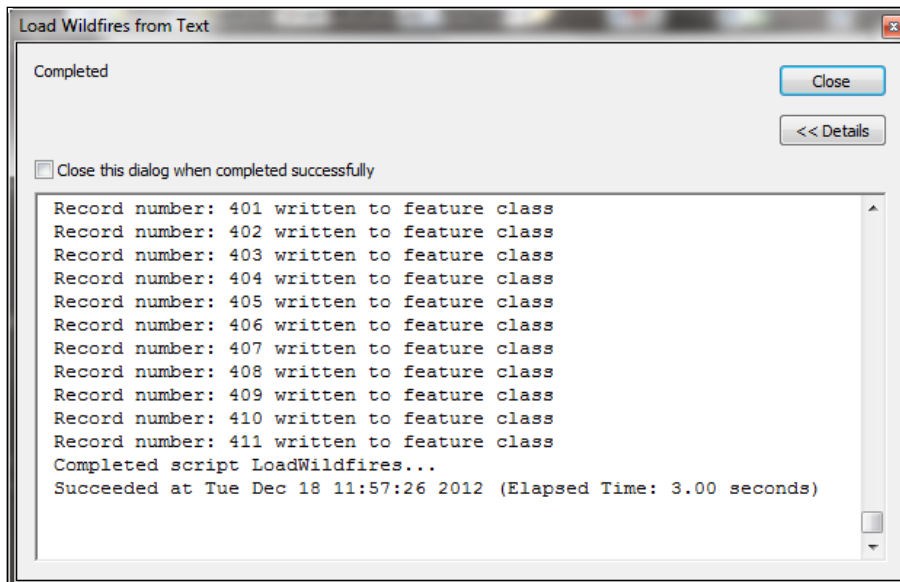 Load Wildfires from Text
x
Completed
Close
<< Details
Close this dialog when completed successfully
Record number: 401 written to feature class
Record number: 402 written to feature class
Record number: 403 written to feature class
Record number: 404 written to feature class
Record number: 405 written to feature class
Record number: 406 written to feature class
Record number: 407 written to feature class
Record number: 408 written to feature class
Record number: 409 written to feature class
Record number: 410 written to feature class
Record number: 411 written to feature class
Completed script LoadWildfires...
Succeeded at Tue Dec 18 11:57:26 2012 (Elapsed Time: 3.00 seconds)